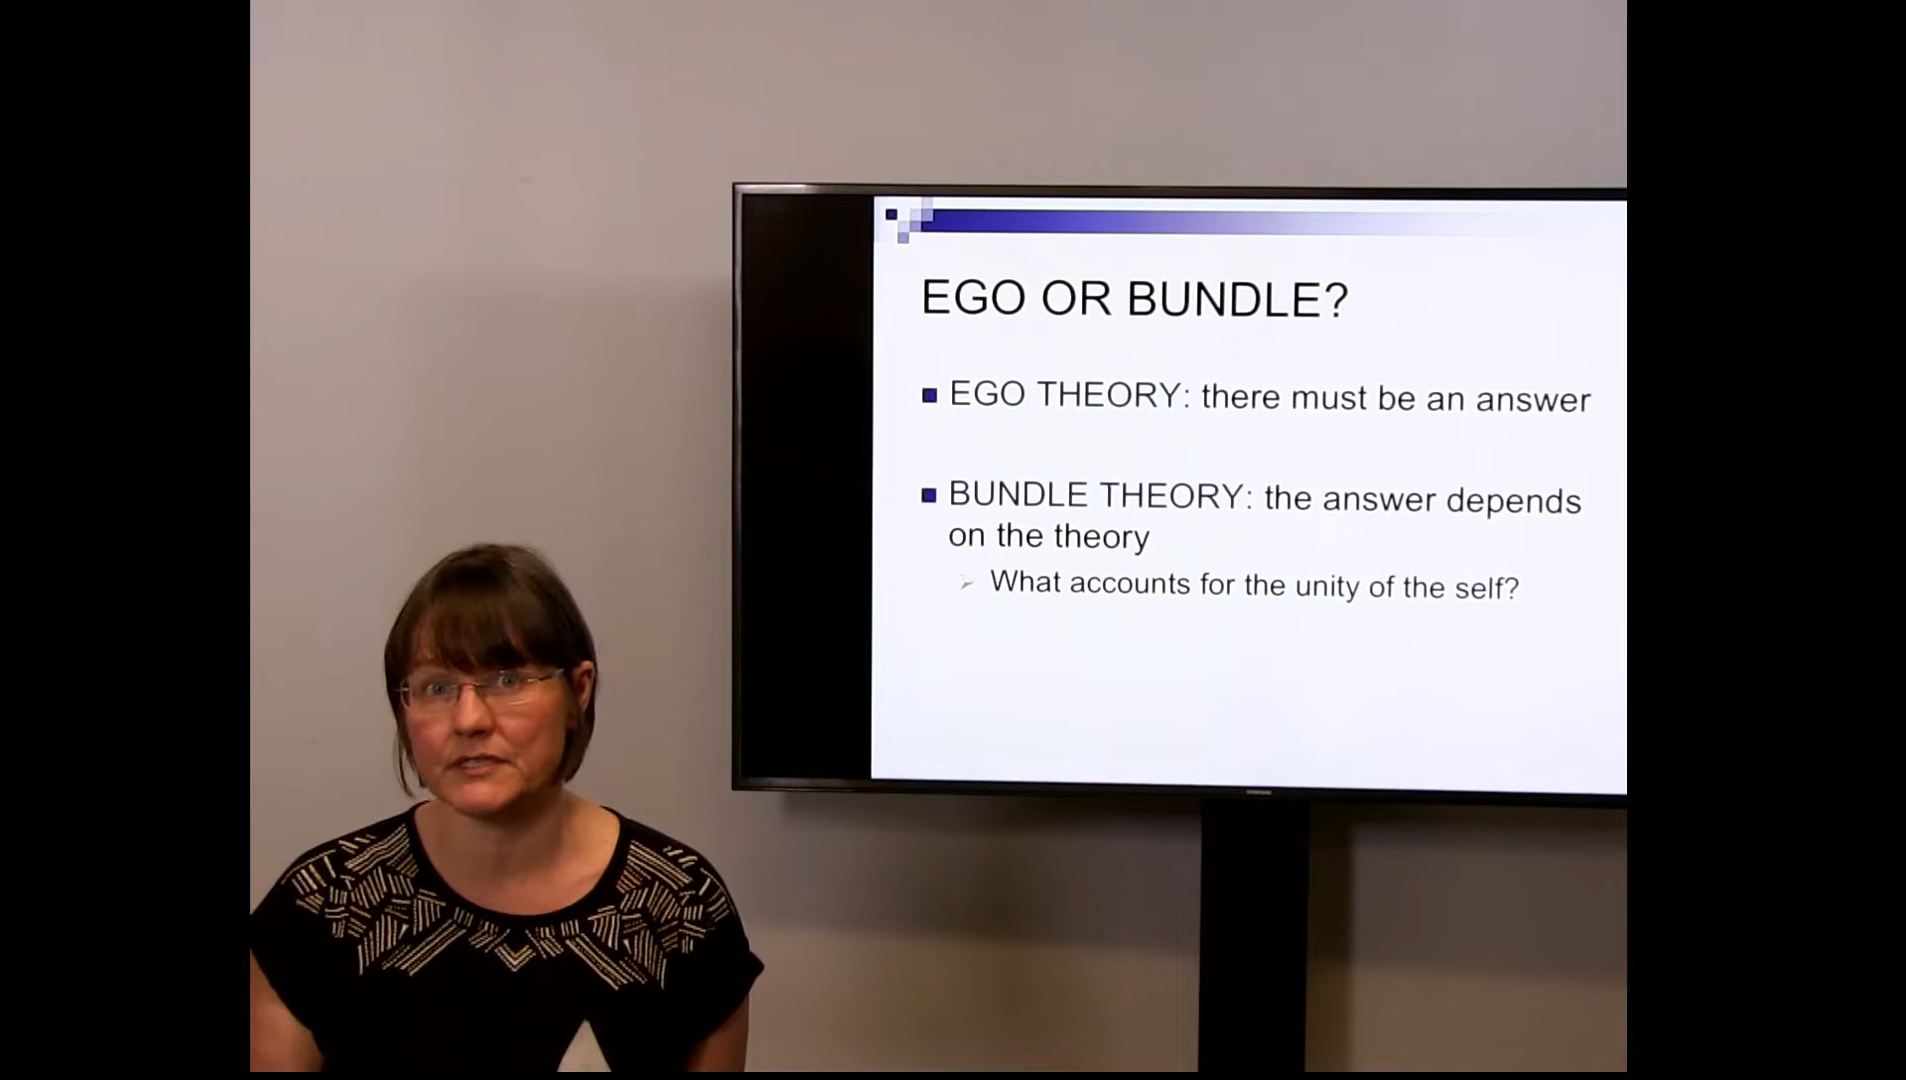 EGO OR BUNDLE?
EGO THEORY: there must be an answer
BUNDLE THEORY: the answer depends
on the theory
What accounts for the unity of the self?